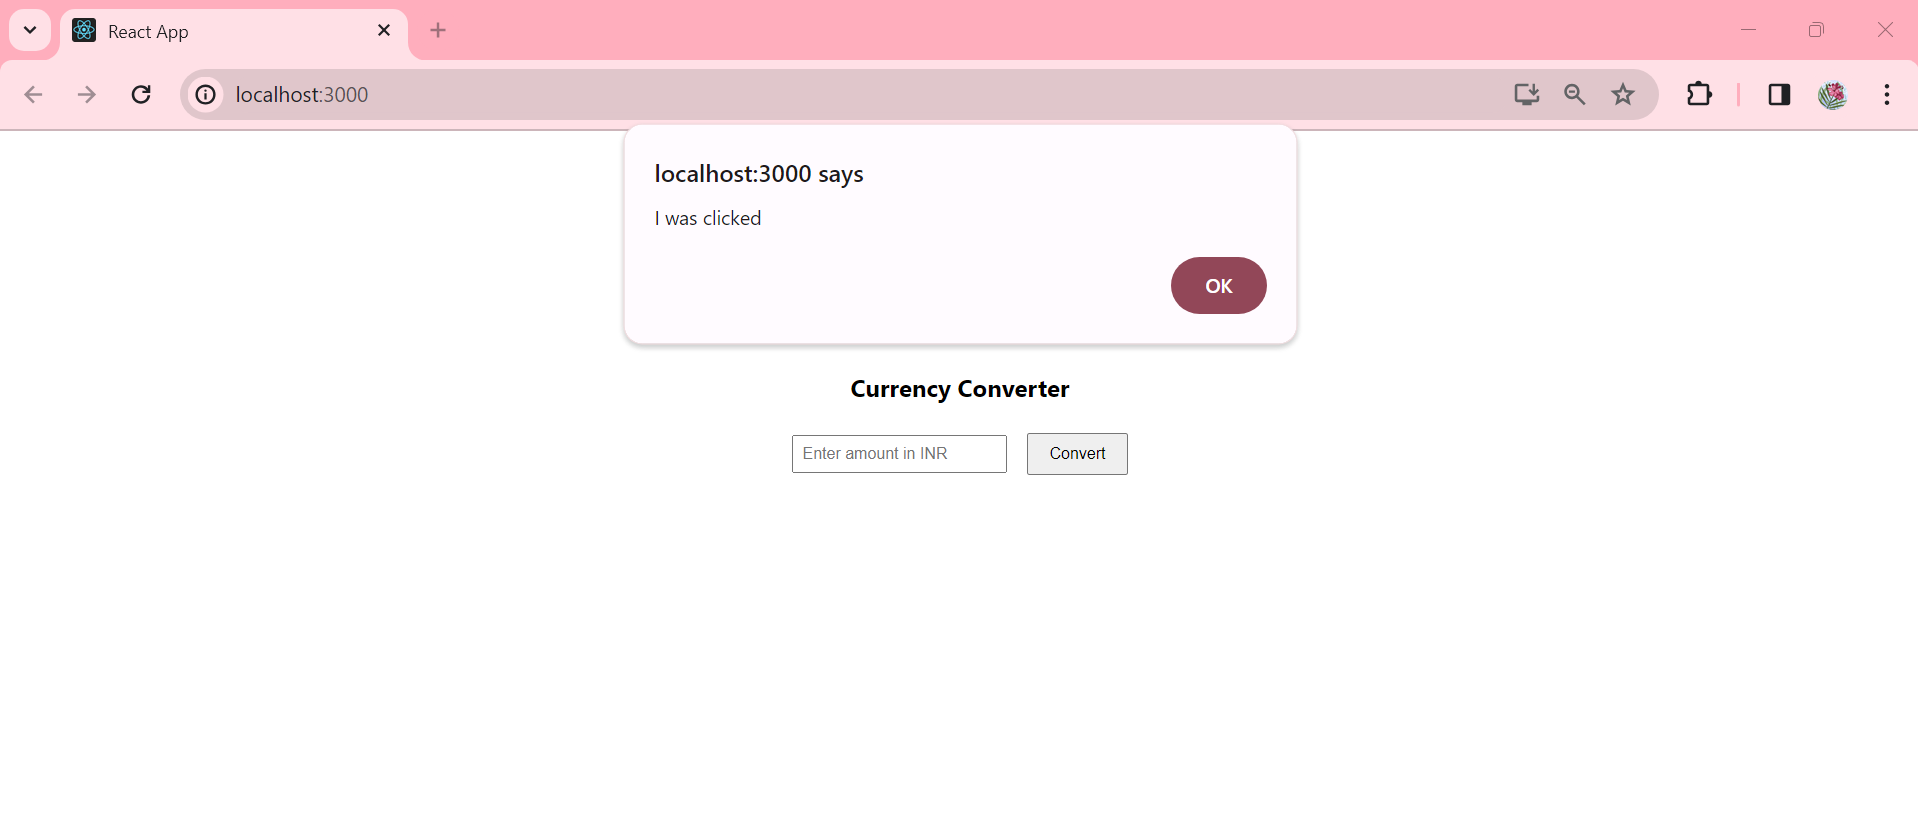 React App
localhost:3000
localhost:3000 says
I was clicked
OK
Currency Converter
Enter amount in INR
Convert